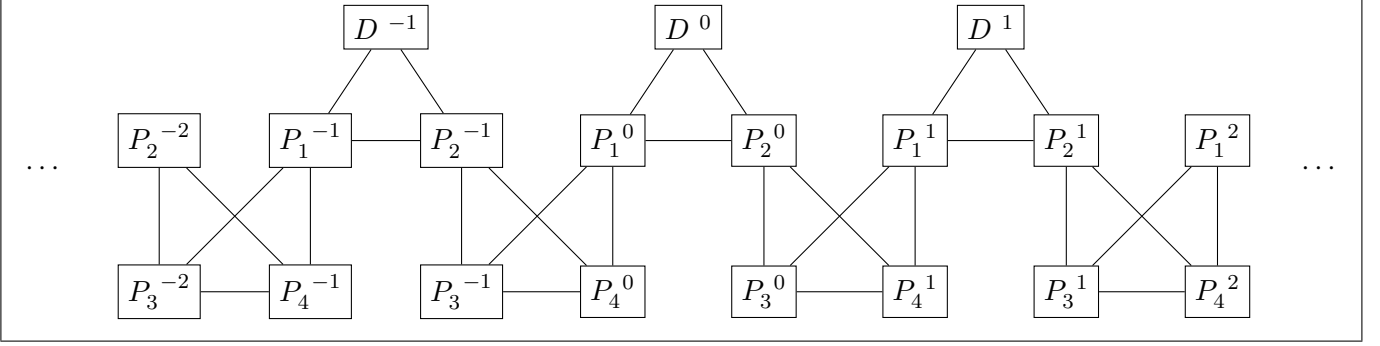 D ⁻¹ D ⁰ D ¹
P₂⁻² P₁⁻¹ P₂⁻¹ P₁⁰ P₂⁰ P₁¹ P₂¹ P₁²
... ...
P₃⁻² P₄⁻¹ P₃⁻¹ P₄⁰ P₃⁰ P₄¹ P₃¹ P₄²